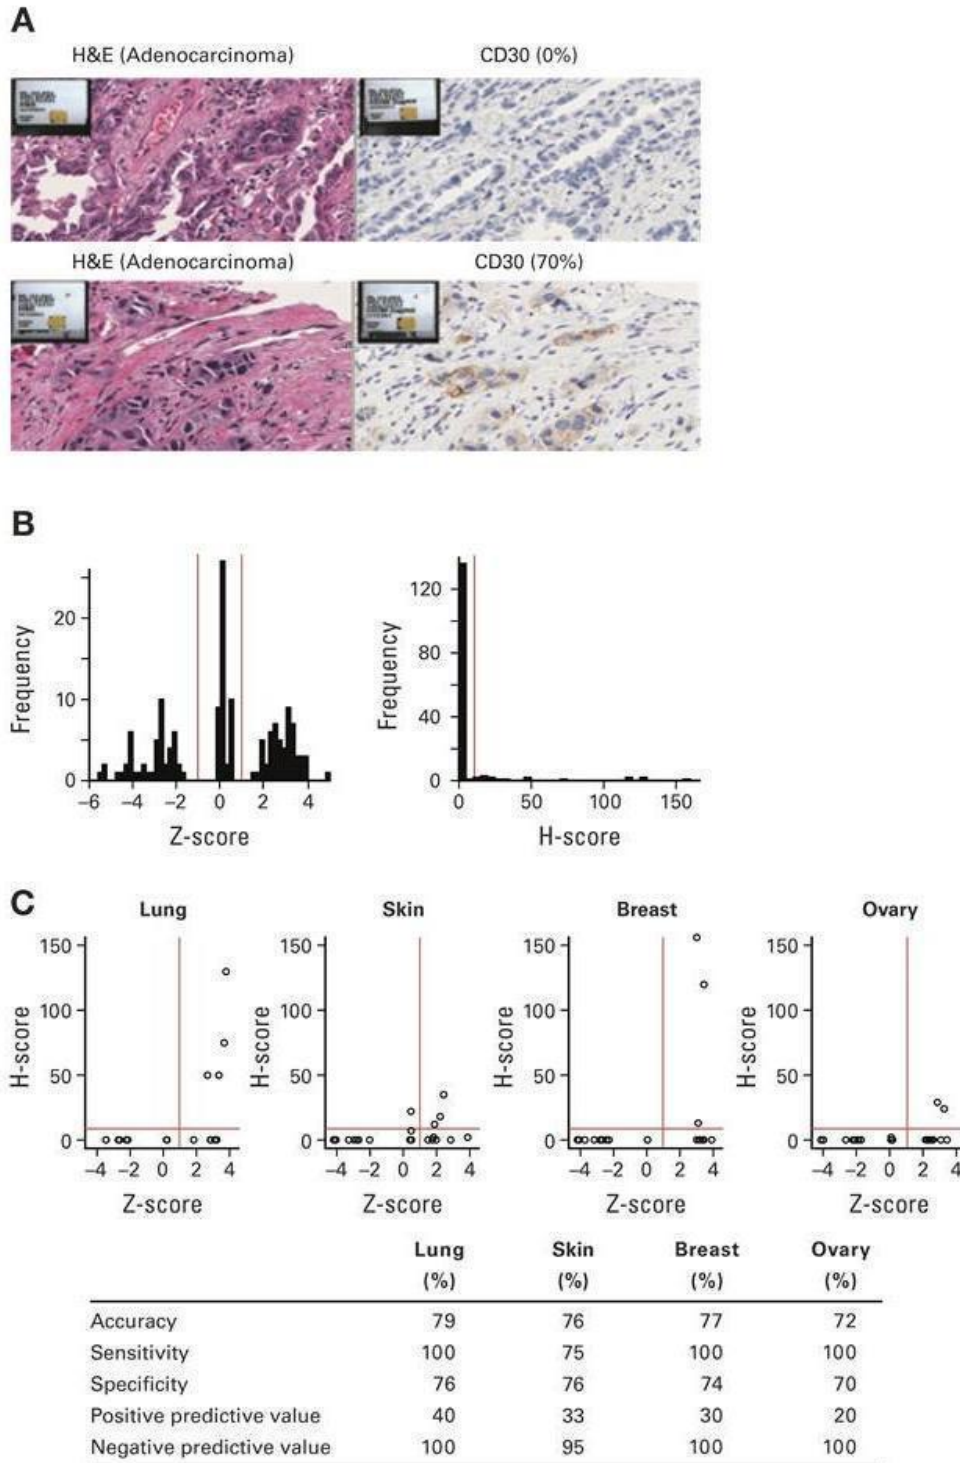 A
H&E (Adenocarcinoma) CD30 (0%)
H&E (Adenocarcinoma) CD30 (70%)
B
Frequency
20
10
0
−6 −4 −2 0 2 4
Z-score
Frequency
120
80
40
0
0 50 100 150
H-score
C
Lung Skin Breast Ovary
H-score
150
100
50
0
−4 −2 0 2 4
Z-score
H-score
150
100
50
0
−4 −2 0 2 4
Z-score
H-score
150
100
50
0
−4 −2 0 2 4
Z-score
H-score
150
100
50
0
−4 −2 0 2 4
Z-score
Lung Skin Breast Ovary
(%) (%) (%) (%)
Accuracy 79 76 77 72
Sensitivity 100 75 100 100
Specificity 76 76 74 70
Positive predictive value 40 33 30 20
Negative predictive value 100 95 100 100